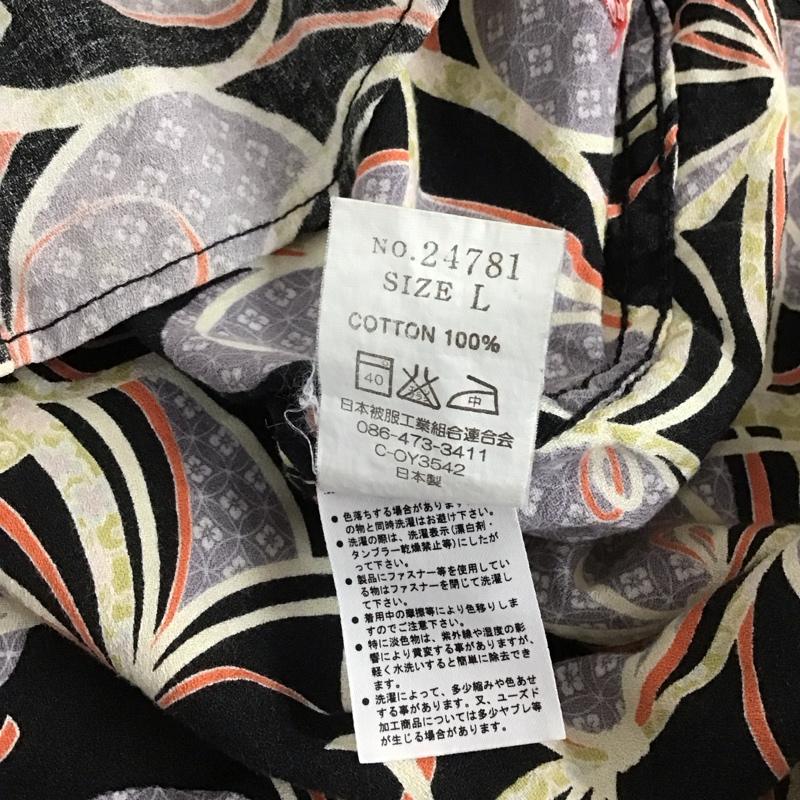 NO.24781
SIZE L
COTTON 100%
40
中
日本被服工業組合連合会
086-473-3411
C-OY3542
日本製
● 色落ちする場合があります
の物と同時洗濯はお避け下さい。
● 洗濯の際は、洗濯表示(漂白剤・
タンブラー乾燥禁止等)にしたが
って下さい。
● 製品にファスナー等を使用してい
る物はファスナーを閉じて洗濯し
て下さい。
● 着用中の摩擦等により色移りしま
すのでご注意下さい。
● 特に淡色物は、紫外線や湿度の影
響により黄変する事がありますが、
軽く水洗いすると簡単に除去でき
ます。
● 洗濯によって、多少縮みや色あせ
する事があります。又、ユーズド
加工商品については多少ヤブレ等
が生じる場合があります。